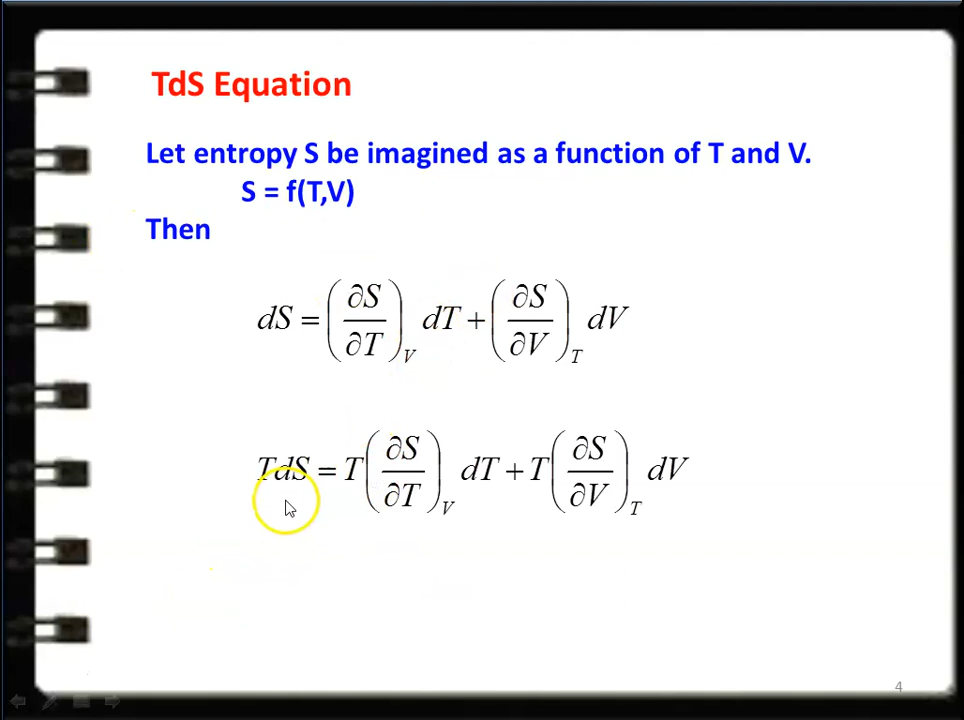 TdS Equation
Let entropy S be imagined as a function of T and V.
S = f(T,V)
Then
dS = (∂S/∂T)_V dT + (∂S/∂V)_T dV
TdS = T(∂S/∂T)_V dT + T(∂S/∂V)_T dV
4